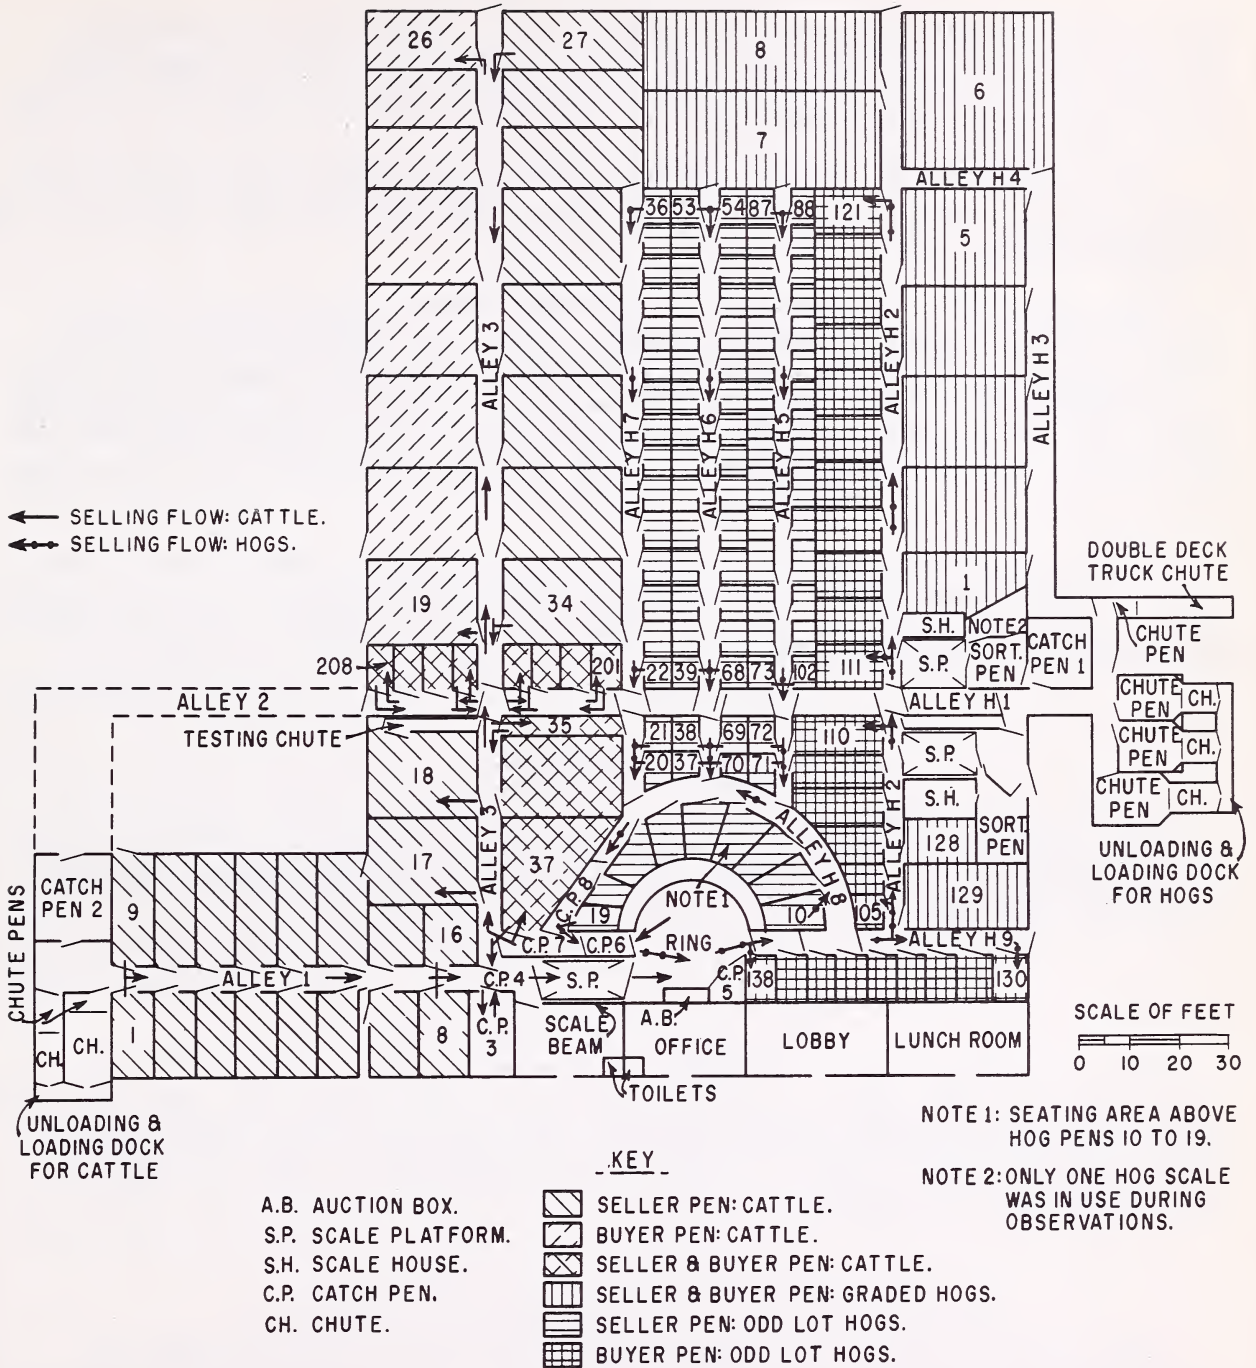 26
27
8
6
7
ALLEY H4
36 53 54 87 88 121
5
ALLEY 3
ALLEY H7
ALLEY H6
ALLEY H5
ALLEY H2
ALLEY H3
SELLING FLOW: CATTLE.
SELLING FLOW: HOGS.
DOUBLE DECK
TRUCK CHUTE
19
34
1
S.H.
NOTE 2
CHUTE
PEN
208
201
22 39 68 73 102
111
S.P.
SORT.
PEN
CATCH
PEN 1
ALLEY 2
ALLEY H1
CHUTE
PEN
CH.
TESTING CHUTE
35
21 38 69 72
110
CHUTE
PEN
CH.
20 37 70 71
S.P.
18
CHUTE
PEN
CH.
S.H.
ALLEY 3
ALLEY H8
ALLEY H2
128
SORT.
PEN
UNLOADING &
LOADING DOCK
FOR HOGS
17
37
CHUTE PENS
CATCH
PEN 2
9
C.P. 8
NOTE 1
129
19
10
105
16
C.P.7
C.P.6
RING
ALLEY H9
ALLEY 1
C.P.4
S.P.
C.P.
5
138
130
CH.
CH.
1
8
C.P.
3
SCALE
BEAM
A.B.
OFFICE
LOBBY
LUNCH ROOM
SCALE OF FEET
0 10 20 30
TOILETS
UNLOADING &
LOADING DOCK
FOR CATTLE
NOTE 1: SEATING AREA ABOVE
HOG PENS 10 TO 19.
NOTE 2: ONLY ONE HOG SCALE
WAS IN USE DURING
OBSERVATIONS.
KEY
A.B. AUCTION BOX.
S.P. SCALE PLATFORM.
S.H. SCALE HOUSE.
C.P. CATCH PEN.
CH. CHUTE.
SELLER PEN: CATTLE.
BUYER PEN: CATTLE.
SELLER & BUYER PEN: CATTLE.
SELLER & BUYER PEN: GRADED HOGS.
SELLER PEN: ODD LOT HOGS.
BUYER PEN: ODD LOT HOGS.